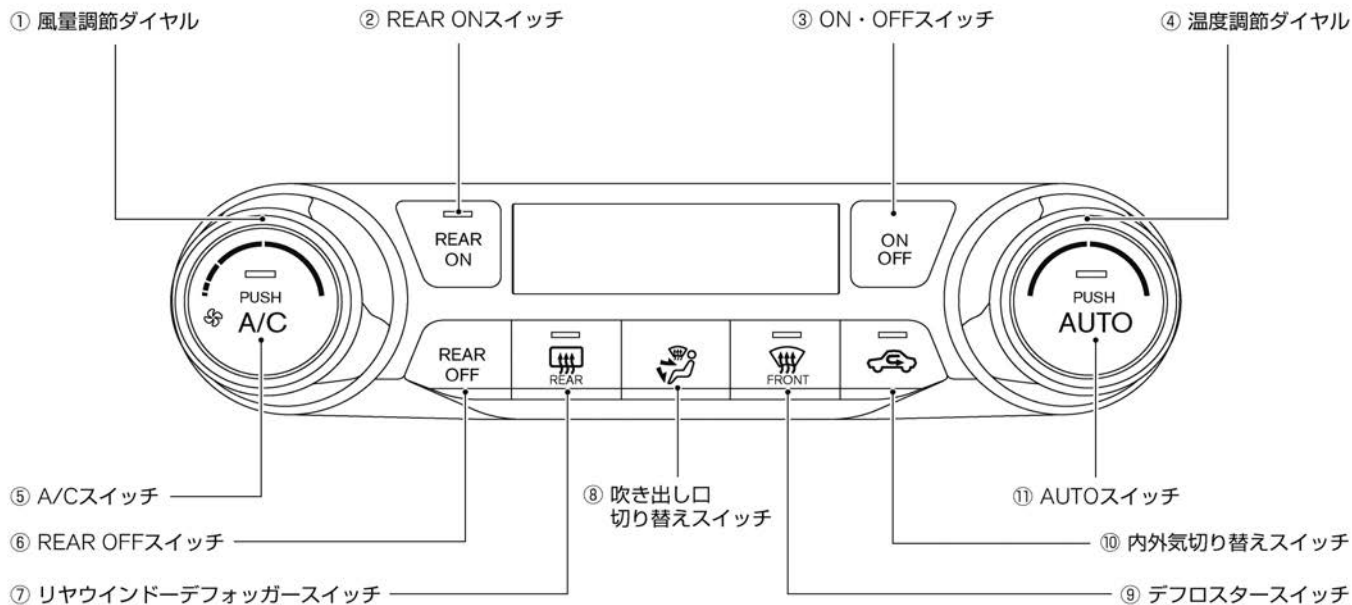 ① 風量調節ダイヤル
② REAR ONスイッチ
③ ON・OFFスイッチ
④ 温度調節ダイヤル
REAR
ON
ON
OFF
PUSH
A/C
PUSH
AUTO
REAR
OFF
REAR
FRONT
⑤ A/Cスイッチ
⑥ REAR OFFスイッチ
⑦ リヤウインドーデフォッガースイッチ
⑧ 吹き出し口
切り替えスイッチ
⑪ AUTOスイッチ
⑩ 内外気切り替えスイッチ
⑨ デフロスタースイッチ